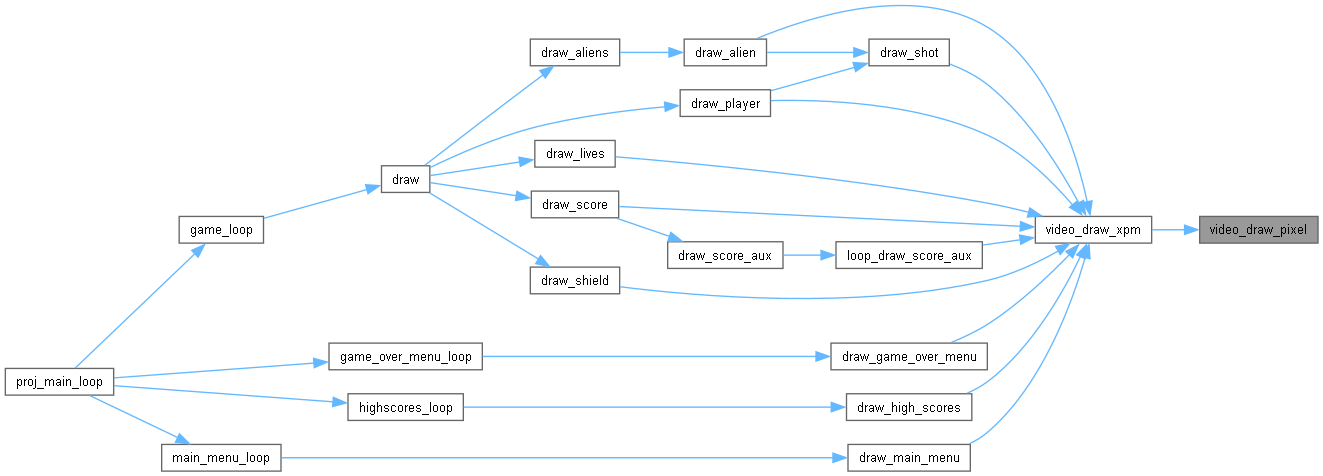 draw_aliens
draw_alien
draw_shot
draw_player
draw_lives
draw
draw_score
game_loop
video_draw_xpm
video_draw_pixel
draw_score_aux
loop_draw_score_aux
draw_shield
game_over_menu_loop
draw_game_over_menu
proj_main_loop
highscores_loop
draw_high_scores
main_menu_loop
draw_main_menu